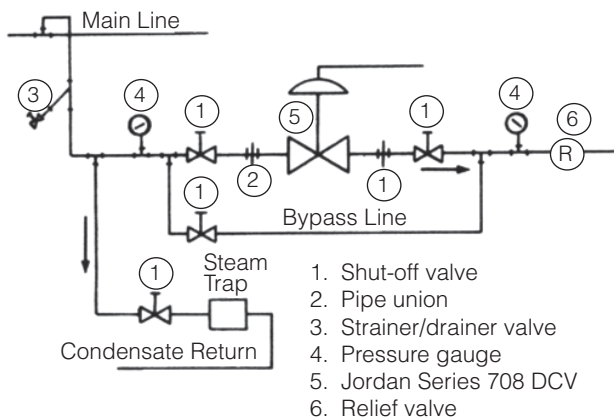 Main Line
3
4
1
5
1
4
6
R
2
1
1
Bypass Line
1
Steam
Trap
Condensate Return
1. Shut-off valve
2. Pipe union
3. Strainer/drainer valve
4. Pressure gauge
5. Jordan Series 708 DCV
6. Relief valve